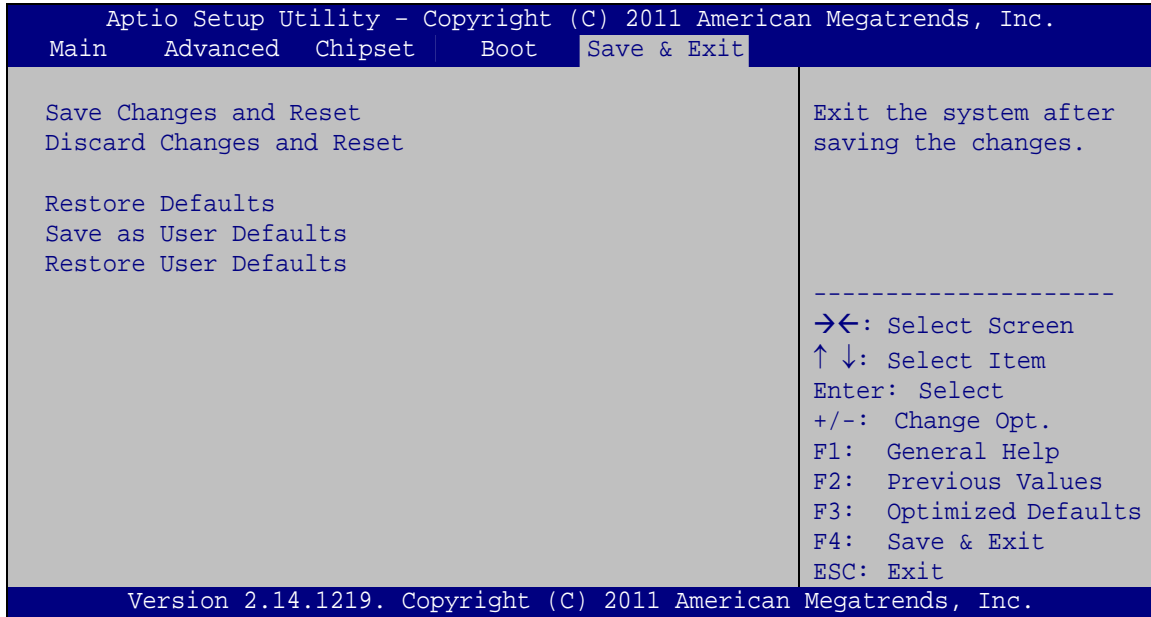 Aptio Setup Utility – Copyright (C) 2011 American Megatrends, Inc.
Main Advanced Chipset Boot Save & Exit
Save Changes and Reset
Discard Changes and Reset
Restore Defaults
Save as User Defaults
Restore User Defaults
Exit the system after
saving the changes.
---------------------
→←: Select Screen
↑ ↓: Select Item
Enter: Select
+/-: Change Opt.
F1: General Help
F2: Previous Values
F3: Optimized Defaults
F4: Save & Exit
ESC: Exit
Version 2.14.1219. Copyright (C) 2011 American Megatrends, Inc.